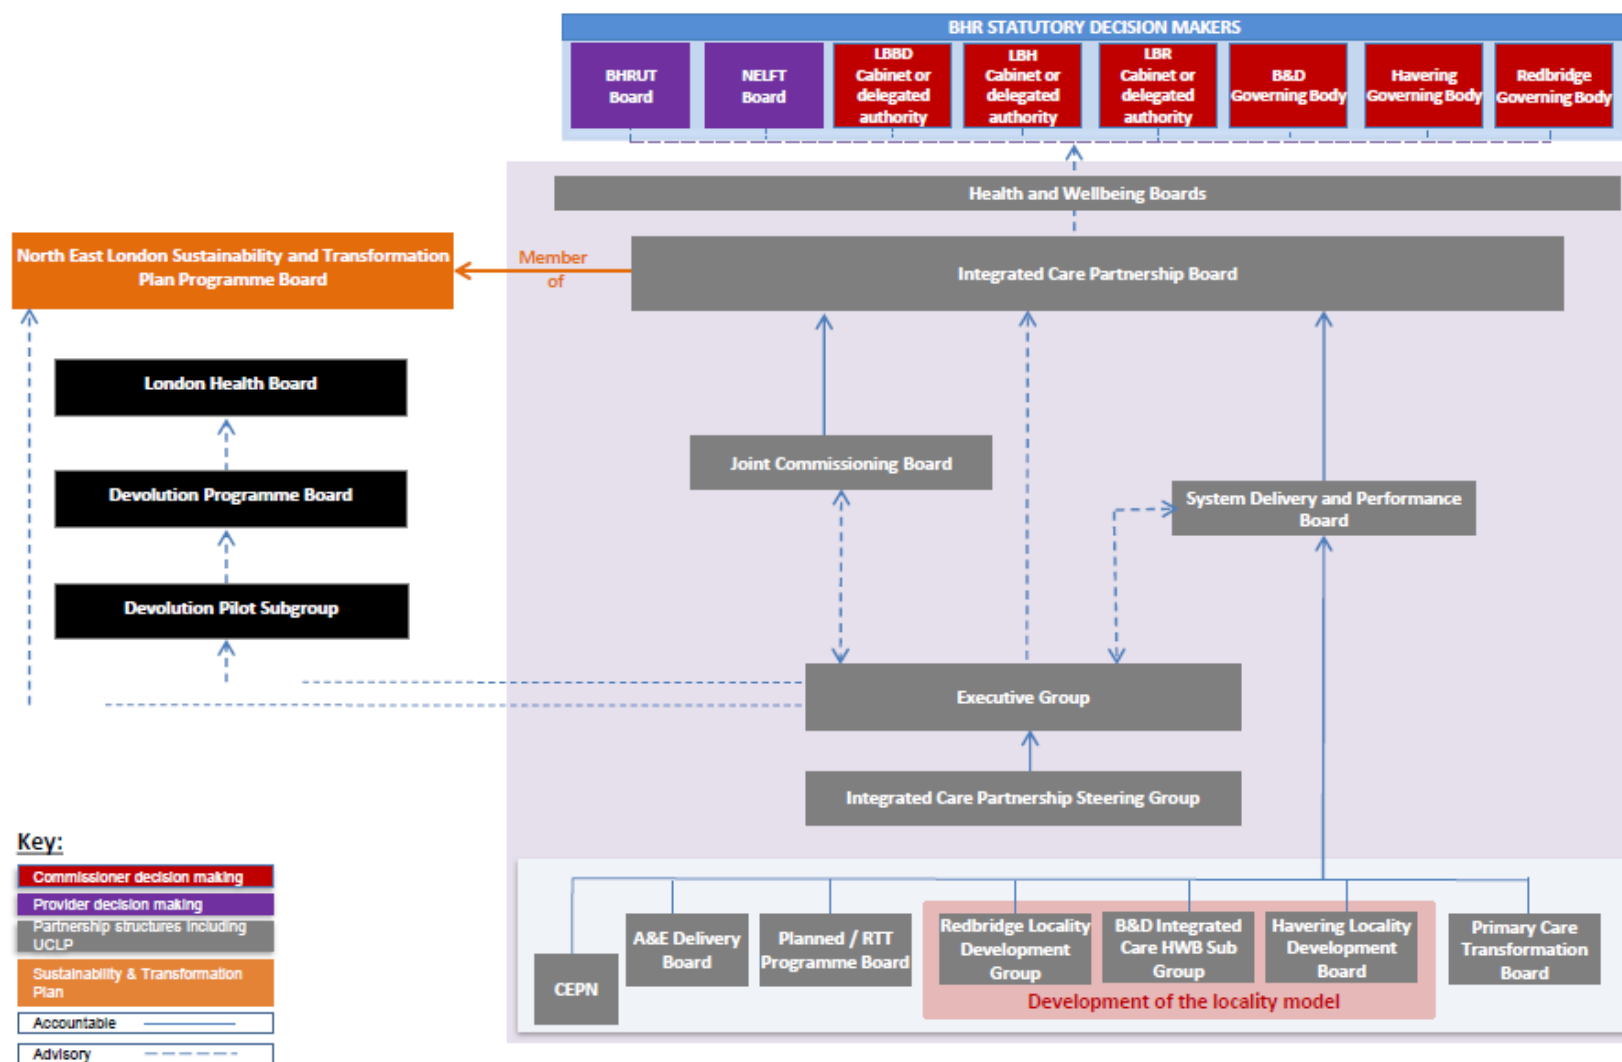 BHR STATUTORY DECISION MAKERS
BHRUT
Board
NELFT
Board
LBBD
Cabinet or
delegated
authority
LBH
Cabinet or
delegated
authority
LBR
Cabinet or
delegated
authority
B&D
Governing Body
Havering
Governing Body
Redbridge
Governing Body
Health and Wellbeing Boards
North East London Sustainability and Transformation
Plan Programme Board
Member
of
Integrated Care Partnership Board
London Health Board
Joint Commissioning Board
Devolution Programme Board
System Delivery and Performance
Board
Devolution Pilot Subgroup
Executive Group
Integrated Care Partnership Steering Group
Key:
Commissioner decision making
Provider decision making
Partnership structures including
UCLP
Sustainability & Transformation
Plan
Accountable
Advisory
CEPN
A&E Delivery
Board
Planned / RTT
Programme Board
Redbridge Locality
Development
Group
B&D Integrated
Care HWB Sub
Group
Havering Locality
Development
Board
Primary Care
Transformation
Board
Development of the locality model